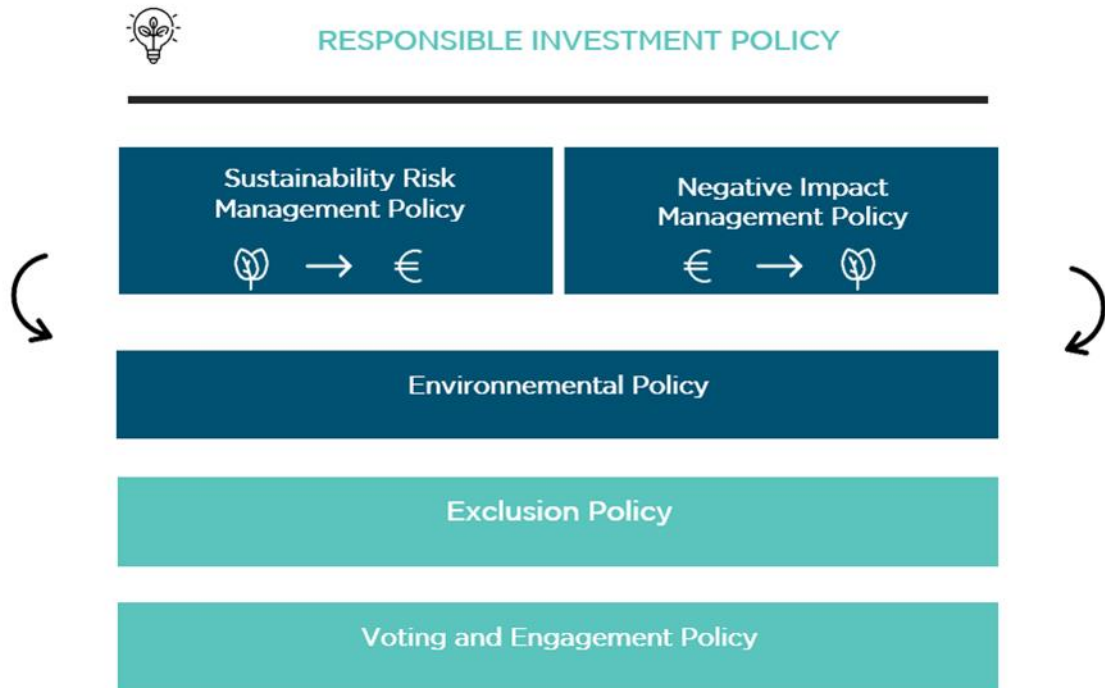 RESPONSIBLE INVESTMENT POLICY
Sustainability Risk
Management Policy
→ €
Negative Impact
Management Policy
€ →
Environnemental Policy
Exclusion Policy
Voting and Engagement Policy